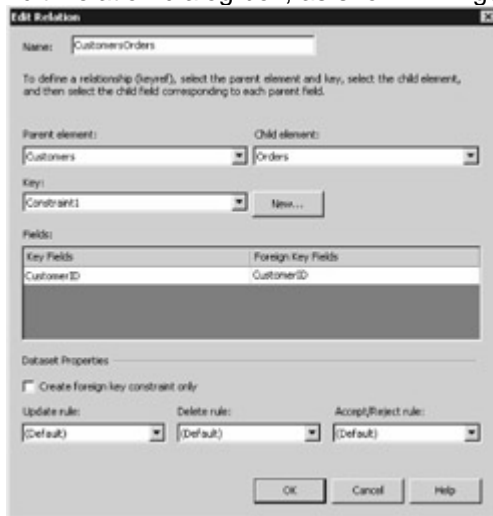 Edit Relation
Name: CustomersOrders
To define a relationship (keyref), select the parent element and key, select the child element,
and then select the child field corresponding to each parent field.
Parent element: Child element:
Customers Orders
Key:
Constraint1 New...
Fields:
Key Fields Foreign Key Fields
CustomerID CustomerID
Dataset Properties
Create foreign key constraint only
Update rule: Delete rule: Accept/Reject rule:
(Default) (Default) (Default)
OK Cancel Help